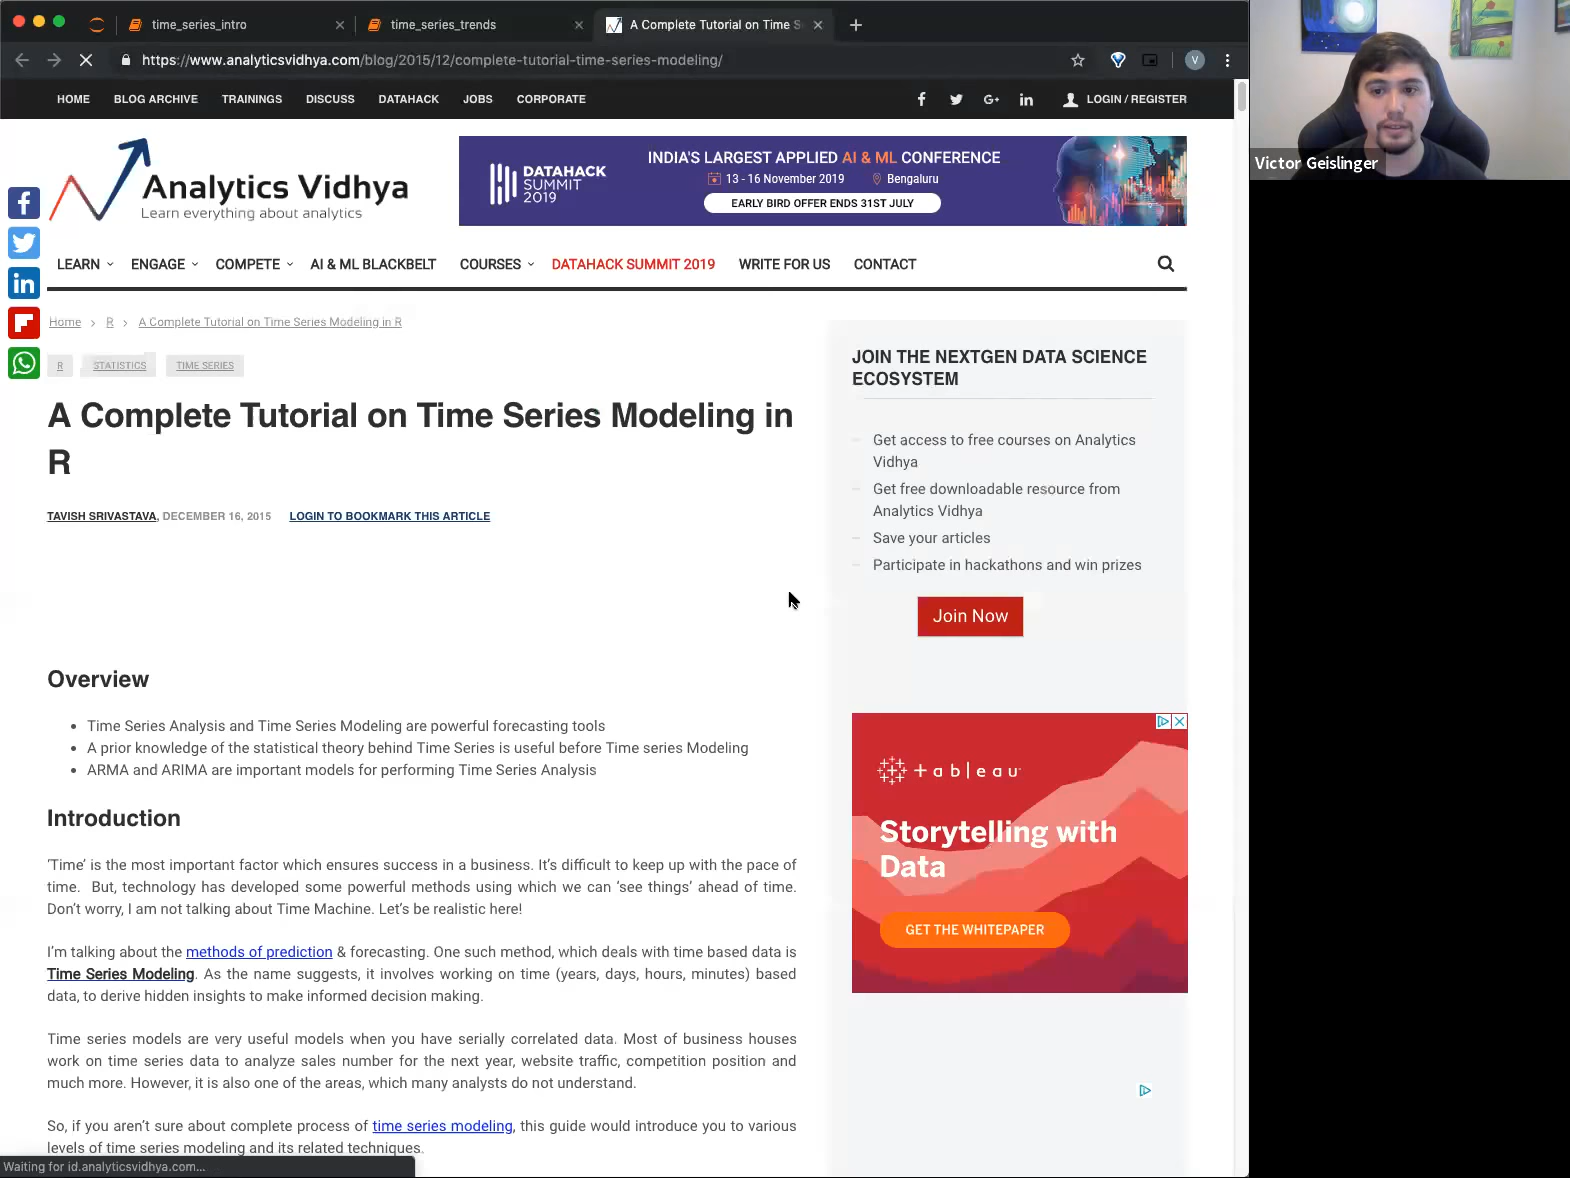 time_series_intro
time_series_trends
A Complete Tutorial on Time S
https://www.analyticsvidhya.com/blog/2015/12/complete-tutorial-time-series-modeling/
V
HOME BLOG ARCHIVE TRAININGS DISCUSS DATAHACK JOBS CORPORATE
LOGIN / REGISTER
Analytics Vidhya
Learn everything about analytics
DATAHACK
SUMMIT
2019
INDIA'S LARGEST APPLIED AI & ML CONFERENCE
13 - 16 November 2019 Bengaluru
EARLY BIRD OFFER ENDS 31ST JULY
LEARN ENGAGE COMPETE AI & ML BLACKBELT COURSES DATAHACK SUMMIT 2019 WRITE FOR US CONTACT
Home > R > A Complete Tutorial on Time Series Modeling in R
R STATISTICS TIME SERIES
A Complete Tutorial on Time Series Modeling in
R
TAVISH SRIVASTAVA, DECEMBER 16, 2015 LOGIN TO BOOKMARK THIS ARTICLE
Overview
• Time Series Analysis and Time Series Modeling are powerful forecasting tools
• A prior knowledge of the statistical theory behind Time Series is useful before Time series Modeling
• ARMA and ARIMA are important models for performing Time Series Analysis
Introduction
‘Time’ is the most important factor which ensures success in a business. It’s difficult to keep up with the pace of
time. But, technology has developed some powerful methods using which we can ‘see things’ ahead of time.
Don’t worry, I am not talking about Time Machine. Let’s be realistic here!
I’m talking about the methods of prediction & forecasting. One such method, which deals with time based data is
Time Series Modeling. As the name suggests, it involves working on time (years, days, hours, minutes) based
data, to derive hidden insights to make informed decision making.
Time series models are very useful models when you have serially correlated data. Most of business houses
work on time series data to analyze sales number for the next year, website traffic, competition position and
much more. However, it is also one of the areas, which many analysts do not understand.
So, if you aren’t sure about complete process of time series modeling, this guide would introduce you to various
levels of time series modeling and its related techniques.
Waiting for id.analyticsvidhya.com...
JOIN THE NEXTGEN DATA SCIENCE
ECOSYSTEM
Get access to free courses on Analytics
Vidhya
Get free downloadable resource from
Analytics Vidhya
Save your articles
Participate in hackathons and win prizes
Join Now
+ableau
Storytelling with
Data
GET THE WHITEPAPER
Victor Geislinger